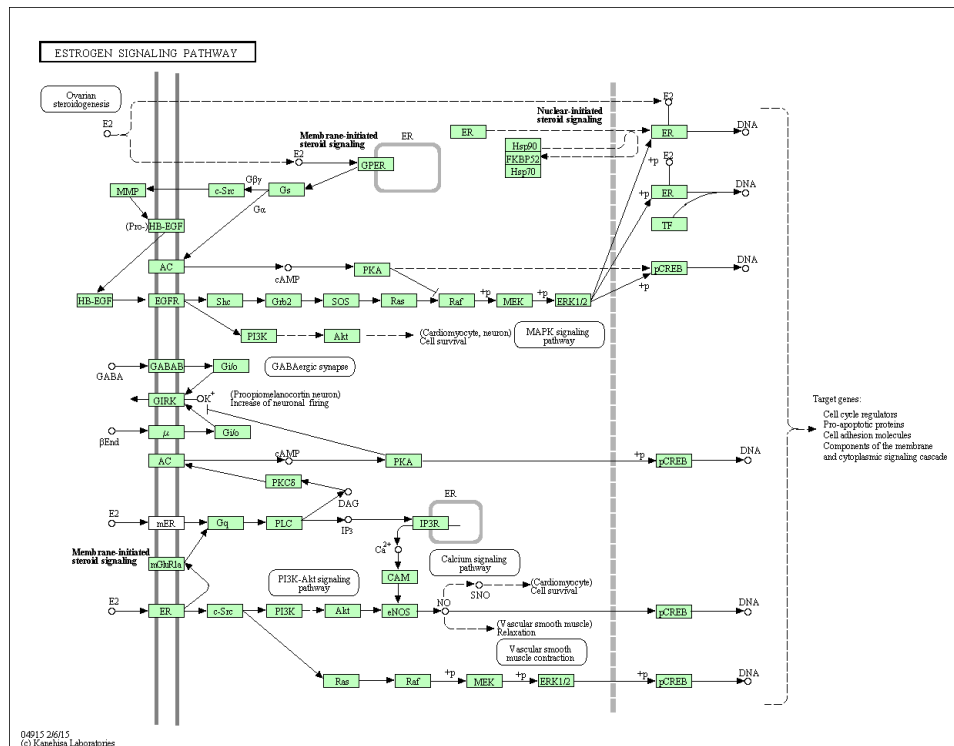 ESTROGEN SIGNALING PATHWAY
Ovarian
steroidogenesis
E2
E2
Nuclear-initiated
steroid signaling
Membrane-initiated
steroid signaling
ER
E2
ER
ER
DNA
Hsp90
FKBP52
Hsp70
GPER
+p
E2
MMP
c-Src
Gβγ
Gs
Gα
+p
ER
DNA
TF
(Pro-)
HB-EGF
AC
cAMP
PKA
pCREB
DNA
+p
HB-EGF
EGFR
Shc
Grb2
SOS
Ras
Raf
+p
MEK
+p
ERK1/2
PI3K
Akt
(Cardiomyocyte, neuron)
Cell survival
MAPK signaling
pathway
GABA
GABAB
Gi/o
GABAergic synapse
GIRK
K+
(Proopiomelanocortin neuron)
Increase of neuronal firing
βEnd
μ
Gi/o
Target genes:
Cell cycle regulators
Pro-apoptotic proteins
Cell adhesion molecules
Components of the membrane
and cytoplasmic signaling cascade
AC
cAMP
PKA
+p
pCREB
DNA
PKCδ
DAG
ER
E2
mER
Gq
PLC
IP3
IP3R
Membrane-initiated
steroid signaling
mGluR1a
Ca2+
CAM
Calcium signaling
pathway
PI3K-Akt signaling
pathway
SNO
(Cardiomyocyte)
Cell survival
E2
ER
c-Src
PI3K
Akt
eNOS
NO
pCREB
DNA
(Vascular smooth muscle)
Relaxation
Vascular smooth
muscle contraction
Ras
Raf
+p
MEK
+p
ERK1/2
+p
pCREB
DNA
04915 2/6/15
(c) Kanehisa Laboratories